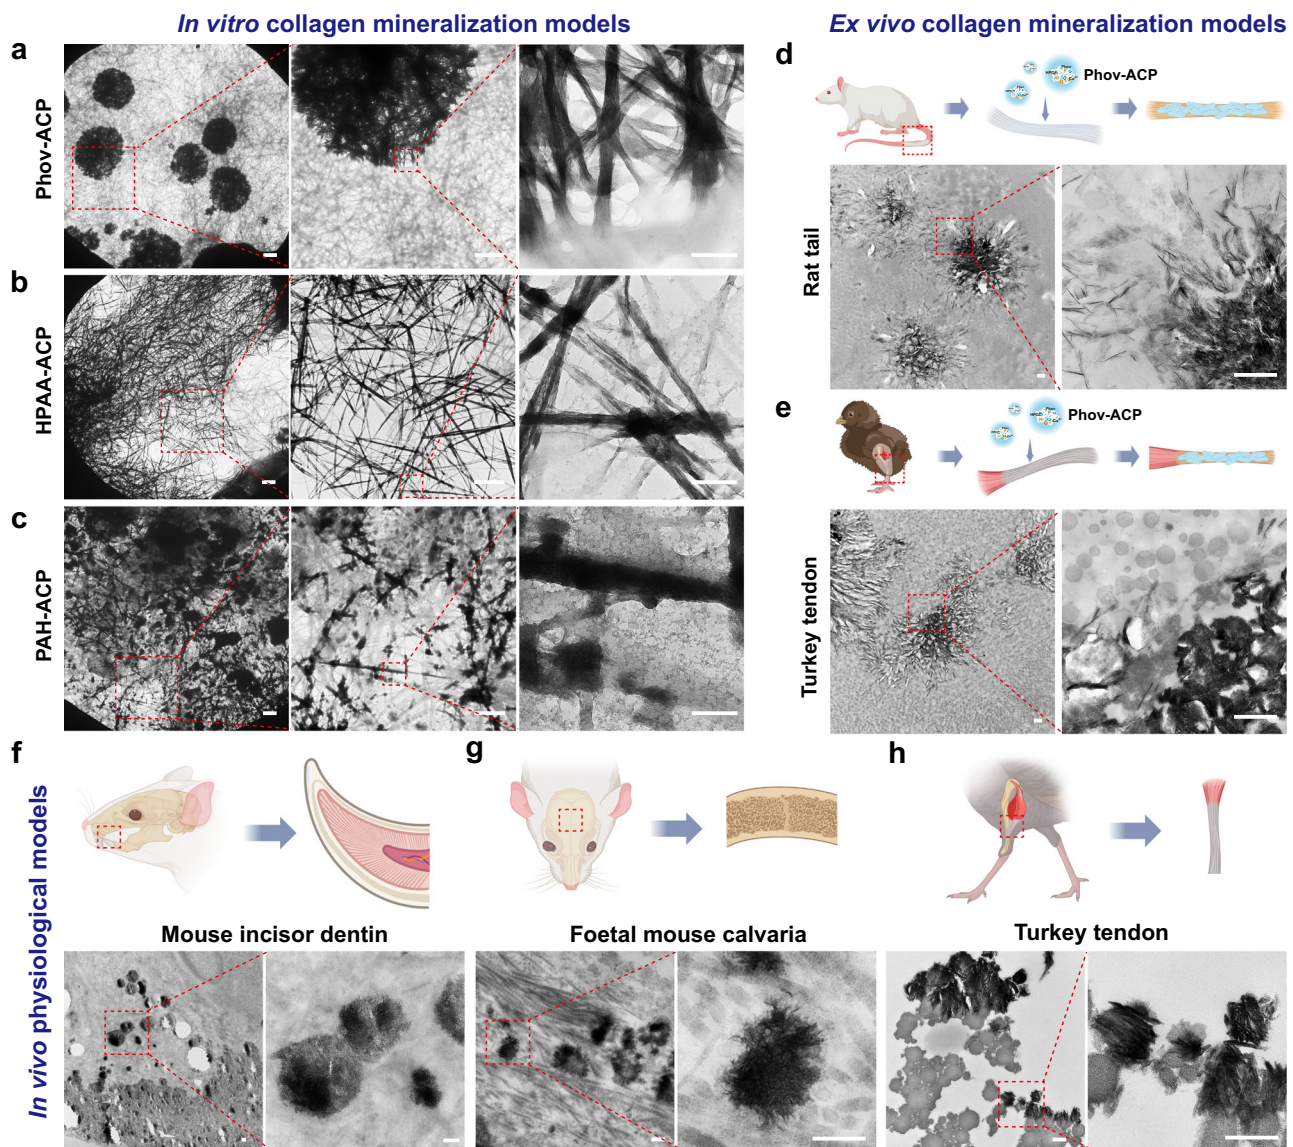 In vitro collagen mineralization models
Ex vivo collagen mineralization models
a
Phov-ACP
b
HPAA-ACP
c
PAH-ACP
d
Phov-ACP
Rat tail
e
Phov-ACP
Turkey tendon
In vivo physiological models
f
Mouse incisor dentin
g
Foetal mouse calvaria
h
Turkey tendon